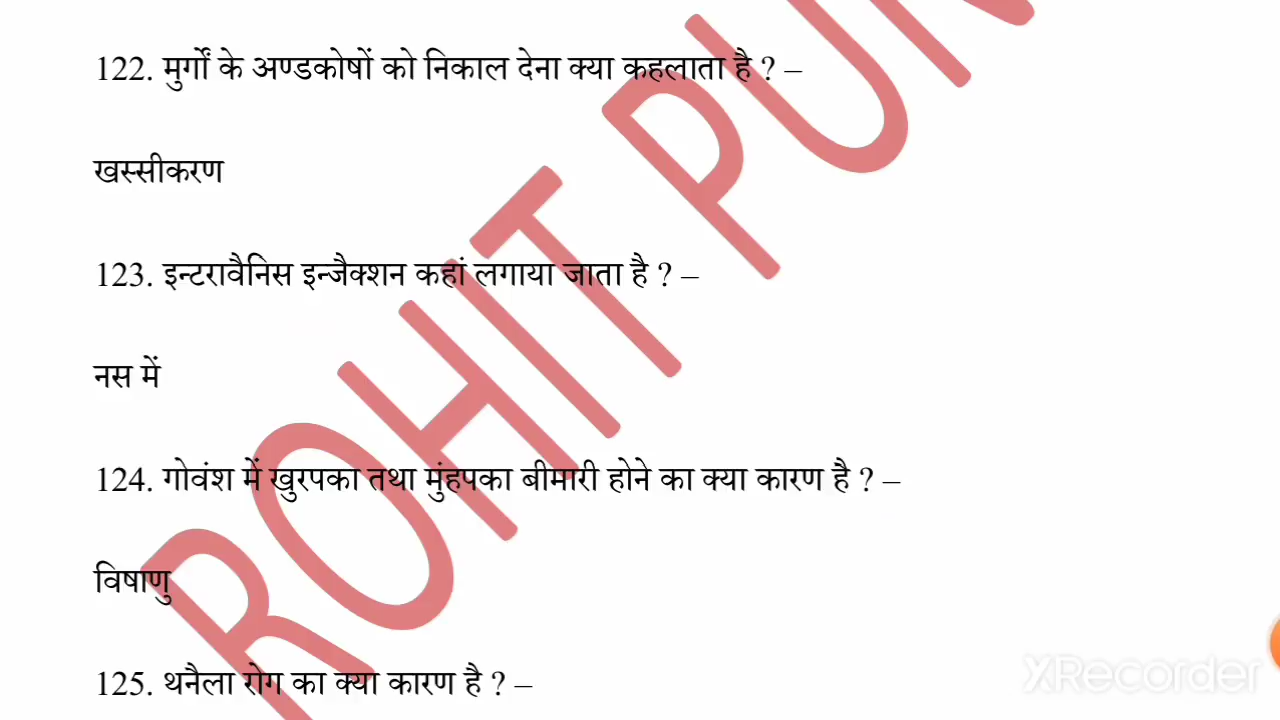 122. मुर्गों के अण्डकोषों को निकाल देना क्या कहलाता है ? –
खस्सीकरण
123. इन्टरावैनिस इन्जैक्शन कहां लगाया जाता है ? –
नस में
124. गोवंश में खुरपका तथा मुंहपका बीमारी होने का क्या कारण है ? –
विषाणु
125. थनैला रोग का क्या कारण है ? –
ROHIT
XRecorder